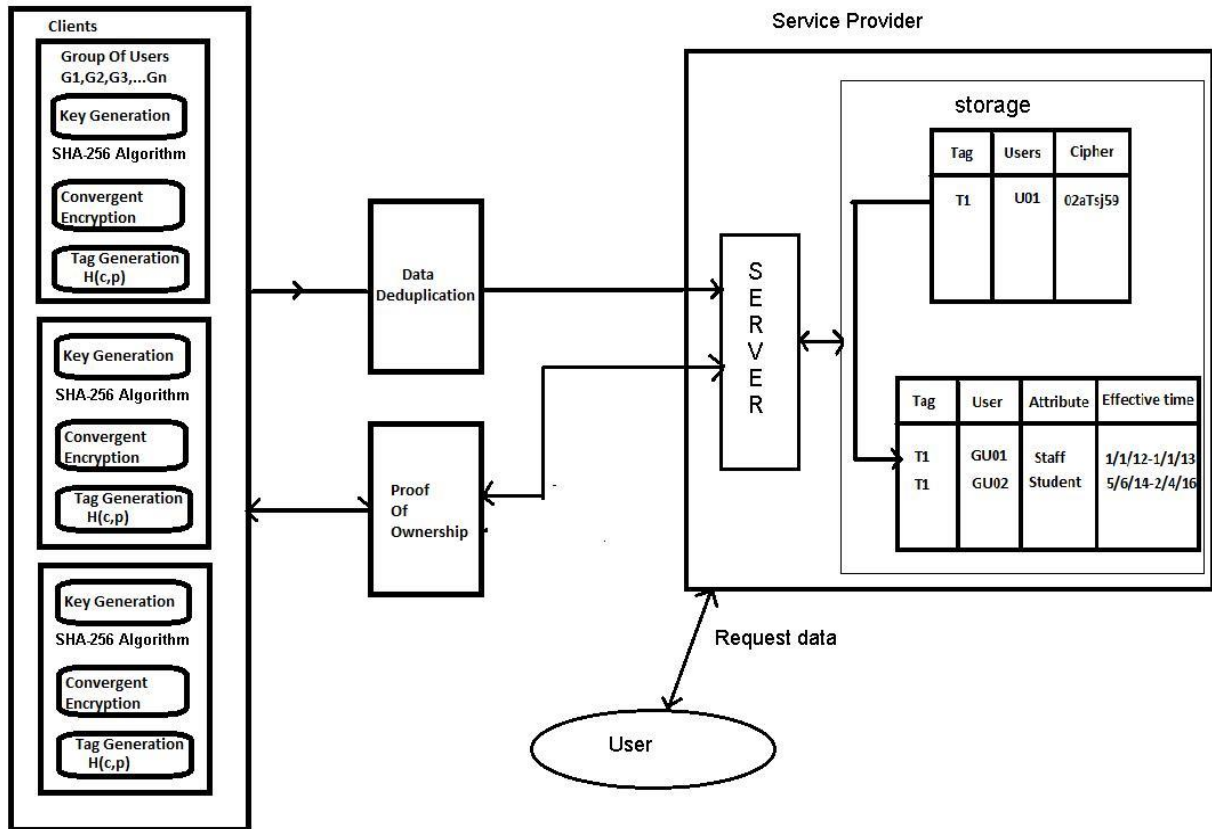 Clients
Group Of Users
G1,G2,G3,...Gn
Key Generation
SHA-256 Algorithm
Convergent
Encryption
Tag Generation
H(c,p)
Key Generation
SHA-256 Algorithm
Convergent
Encryption
Tag Generation
H(c,p)
Key Generation
SHA-256 Algorithm
Convergent
Encryption
Tag Generation
H(c,p)
Data
Deduplication
Proof
Of
Ownership
Service Provider
S
E
R
V
E
R
storage
Tag Users Cipher
T1 U01 02aTsj59
Tag User Attribute Effective time
T1 GU01 Staff 1/1/12-1/1/13
T1 GU02 Student 5/6/14-2/4/16
Request data
User